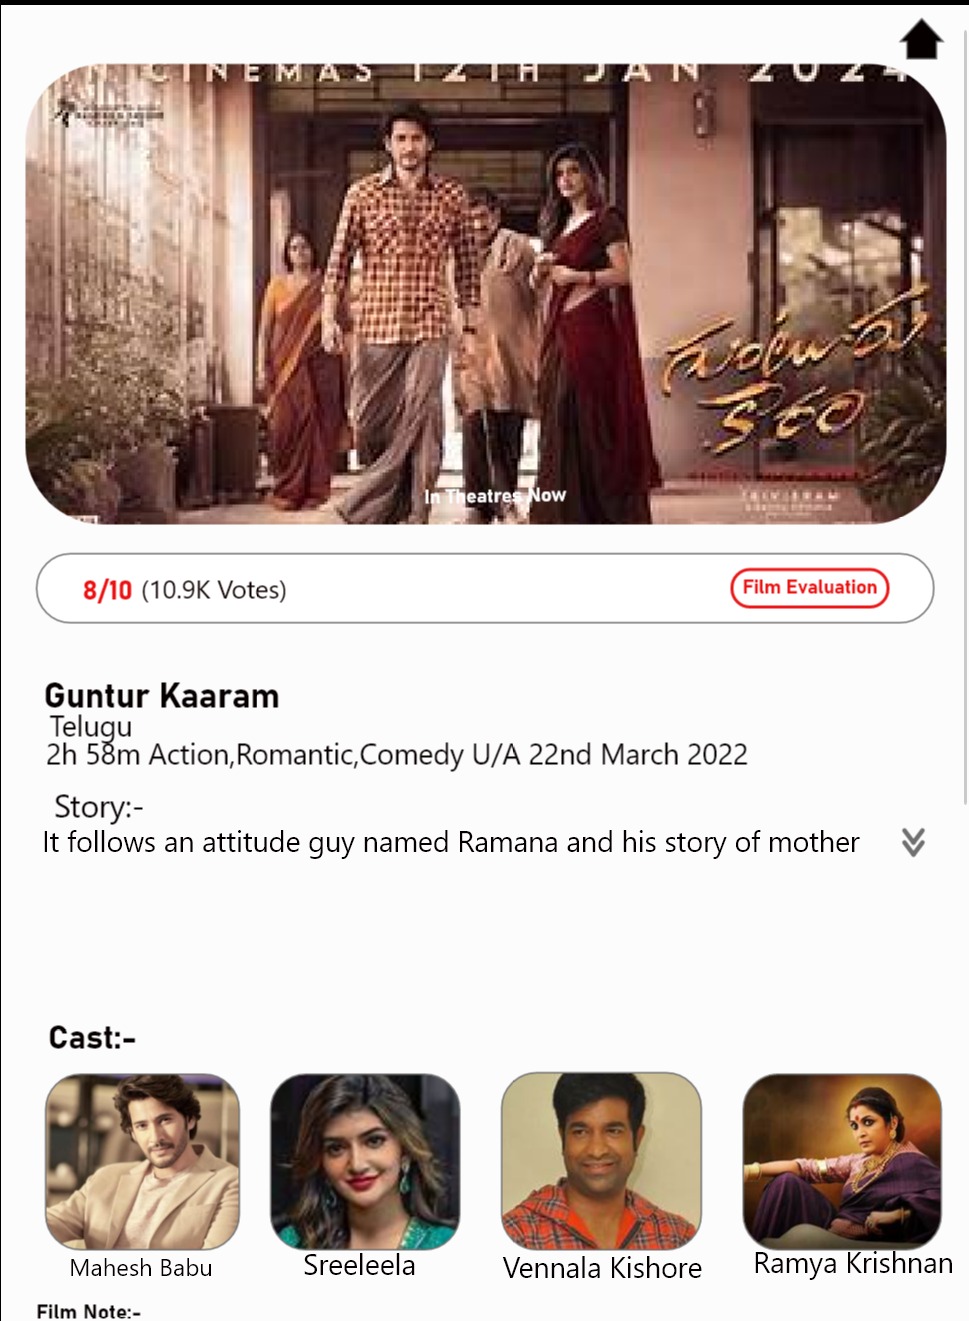 IN CINEMAS 12TH JAN 2024
గుంటూరు
కారం
TRIVIKRAM
In Theatres Now
8/10 (10.9K Votes)
Film Evaluation
Guntur Kaaram
Telugu
2h 58m Action,Romantic,Comedy U/A 22nd March 2022
Story:-
It follows an attitude guy named Ramana and his story of mother
Cast:-
Mahesh Babu
Sreeleela
Vennala Kishore
Ramya Krishnan
Film Note:-